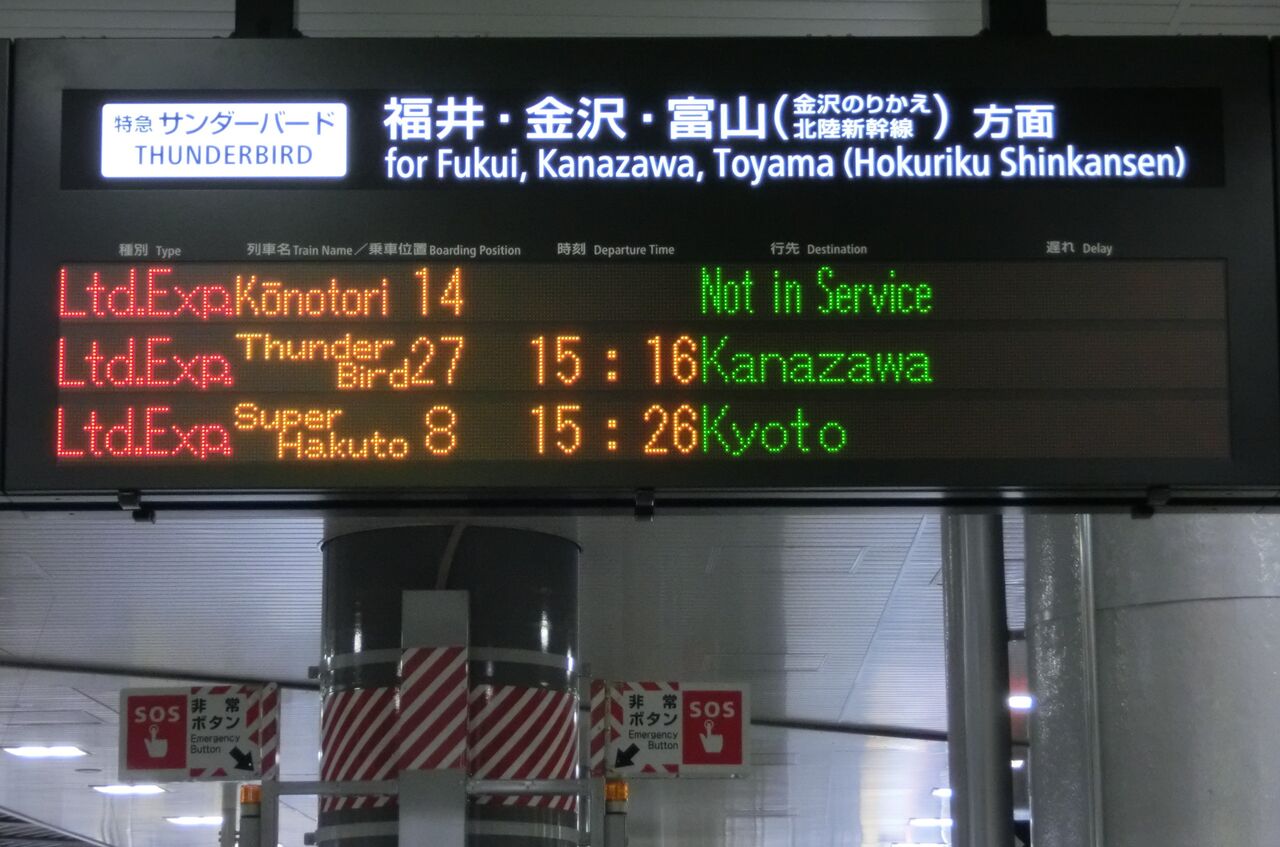 特急 サンダーバード
THUNDERBIRD
福井・金沢・富山(金沢のりかえ北陸新幹線) 方面
for Fukui, Kanazawa, Toyama (Hokuriku Shinkansen)
種別 Type 列車名 Train Name／乗車位置 Boarding Position 時刻 Departure Time 行先 Destination 遅れ Delay
Ltd.Exp. Kōnotori 14 Not in Service
Ltd.Exp. Thunder Bird 27 15:16 Kanazawa
Ltd.Exp. Super Hakuto 8 15:26 Kyoto
SOS
非常
ボタン
Emergency
Button
非常
ボタン
Emergency
Button
SOS